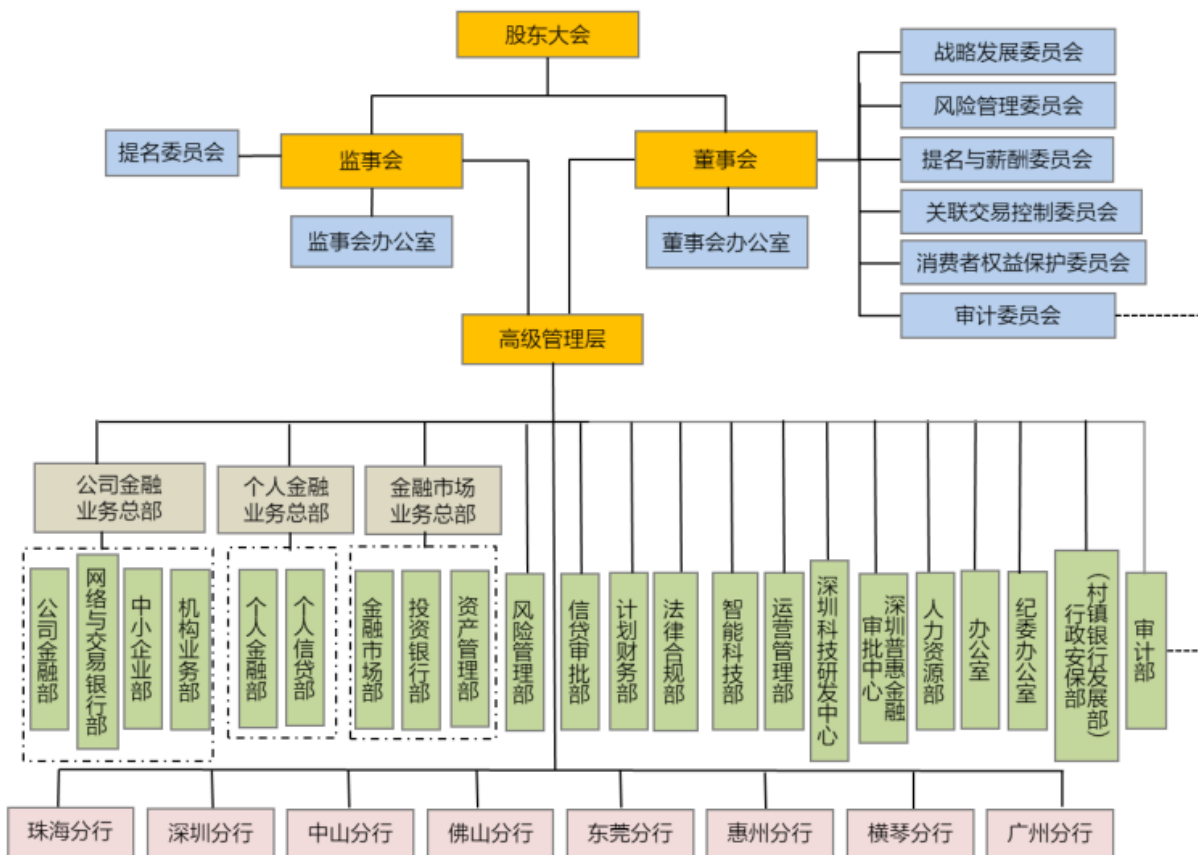 股东大会
战略发展委员会
风险管理委员会
提名委员会
监事会
董事会
提名与薪酬委员会
关联交易控制委员会
监事会办公室
董事会办公室
消费者权益保护委员会
审计委员会
高级管理层
公司金融
业务总部
个人金融
业务总部
金融市场
业务总部
公司金融部
网络与交易银行部
中小企业部
机构业务部
个人金融部
个人信贷部
金融市场部
投资银行部
资产管理部
风险管理部
信贷审批部
计划财务部
法律合规部
智能科技部
运营管理部
深圳科技研发中心
深圳普惠金融
审批中心
人力资源部
办公室
纪委办公室
（村镇银行发展部）
行政安保部
审计部
珠海分行
深圳分行
中山分行
佛山分行
东莞分行
惠州分行
横琴分行
广州分行